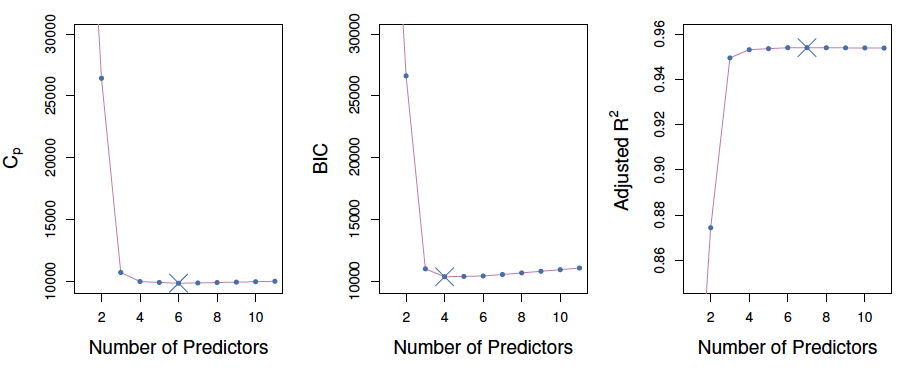 30000
25000
20000
15000
10000
Cp
2 4 6 8 10
Number of Predictors
30000
25000
20000
15000
10000
BIC
2 4 6 8 10
Number of Predictors
0.96
0.94
0.92
0.90
0.88
0.86
Adjusted R²
2 4 6 8 10
Number of Predictors